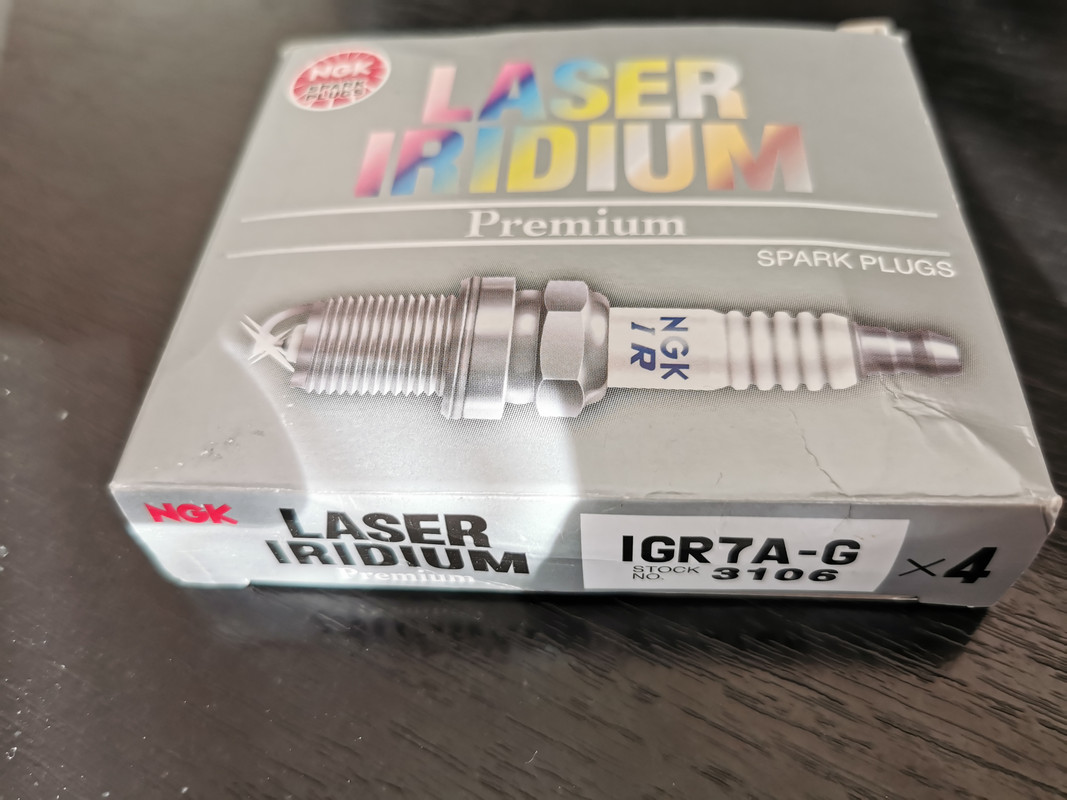 NGK
SPARK
PLUGS
LASER
IRIDIUM
Premium
SPARK PLUGS
NGK
IR
NGK
LASER
IRIDIUM
Premium
IGR7A-G
STOCK
NO. 3106
×4